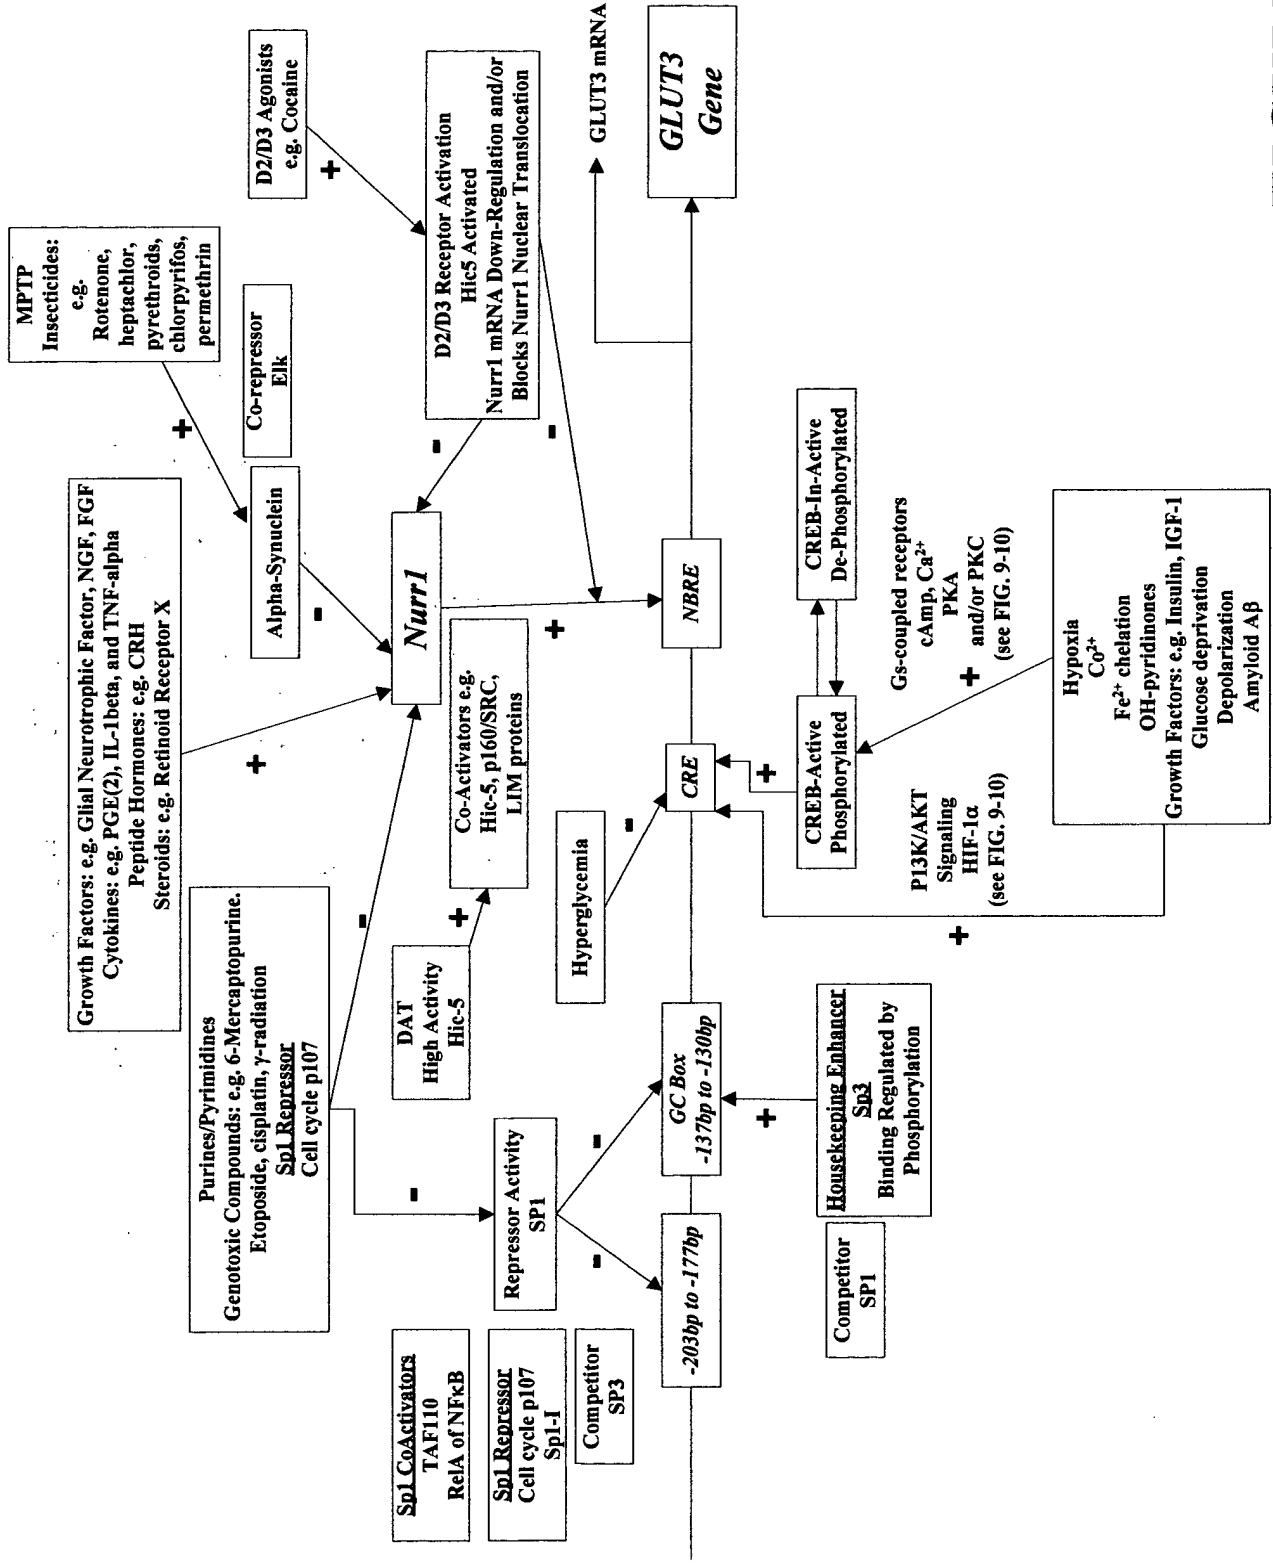 Growth Factors: e.g. Glial Neurotrophic Factor, NGF, FGF
Cytokines: e.g. PGE(2), IL-1beta, and TNF-alpha
Peptide Hormones: e.g. CRH
Steroids: e.g. Retinoid Receptor X
MPTP
Insecticides:
e.g.
Rotenone,
heptachlor,
pyrethroids,
chlorpyrifos,
permethrin
Purines/Pyrimidines
Genotoxic Compounds: e.g. 6-Mercaptopurine.
Etoposide, cisplatin, γ-radiation
Sp1 Repressor
Cell cycle p107
+
+
Alpha-Synuclein
Co-repressor
Elk
D2/D3 Agonists
e.g. Cocaine
-
-
+
Sp1 CoActivators
TAF110
RelA of NFκB
-
DAT
High Activity
Hic-5
+
Nurr1
-
D2/D3 Receptor Activation
Hic5 Activated
Nurr1 mRNA Down-Regulation and/or
Blocks Nurr1 Nuclear Translocation
Sp1 Repressor
Cell cycle p107
Sp1-I
Repressor Activity
SP1
Co-Activators e.g.
Hic-5, p160/SRC,
LIM proteins
+
-
Competitor
SP3
-
-
Hyperglycemia
-
GLUT3 mRNA
-203bp to -177bp
GC Box
-137bp to -130bp
CRE
NBRE
GLUT3
Gene
+
+
Housekeeping Enhancer
Sp3
Binding Regulated by
Phosphorylation
CREB-Active
Phosphorylated
CREB-In-Active
De-Phosphorylated
Competitor
SP1
+
P13K/AKT
Signaling
HIF-1α
(see FIG. 9-10)
+
Gs-coupled receptors
cAmp, Ca²⁺
PKA
and/or PKC
(see FIG. 9-10)
Hypoxia
Co²⁺
Fe²⁺ chelation
OH-pyridinones
Growth Factors: e.g. Insulin, IGF-1
Glucose deprivation
Depolarization
Amyloid Aβ